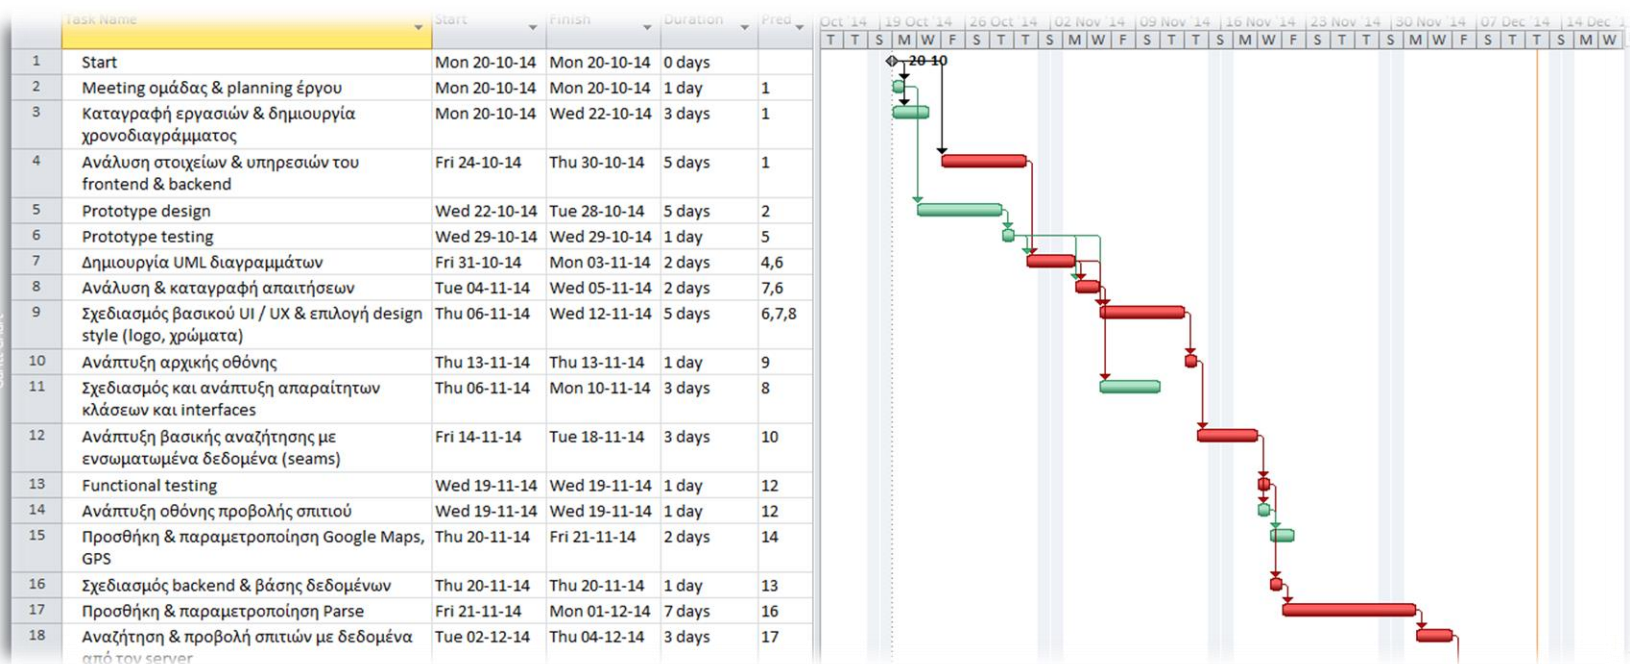 Task Name Start Finish Duration Pred Oct '14 19 Oct '14 26 Oct '14 02 Nov '14 09 Nov '14 16 Nov '14 23 Nov '14 30 Nov '14 07 Dec '14 14 Dec '1
T T S M W F S T T S M W F S T T S M W F S T T S M W F S T T S M W
1 Start Mon 20-10-14 Mon 20-10-14 0 days 20-10
2 Meeting ομάδας & planning έργου Mon 20-10-14 Mon 20-10-14 1 day 1
3 Καταγραφή εργασιών & δημιουργία Mon 20-10-14 Wed 22-10-14 3 days 1
χρονοδιαγράμματος
4 Ανάλυση στοιχείων & υπηρεσιών του Fri 24-10-14 Thu 30-10-14 5 days 1
frontend & backend
5 Prototype design Wed 22-10-14 Tue 28-10-14 5 days 2
6 Prototype testing Wed 29-10-14 Wed 29-10-14 1 day 5
7 Δημιουργία UML διαγραμμάτων Fri 31-10-14 Mon 03-11-14 2 days 4,6
8 Ανάλυση & καταγραφή απαιτήσεων Tue 04-11-14 Wed 05-11-14 2 days 7,6
9 Σχεδιασμός βασικού UI / UX & επιλογή design Thu 06-11-14 Wed 12-11-14 5 days 6,7,8
style (logo, χρώματα)
10 Ανάπτυξη αρχικής οθόνης Thu 13-11-14 Thu 13-11-14 1 day 9
11 Σχεδιασμός και ανάπτυξη απαραίτητων Thu 06-11-14 Mon 10-11-14 3 days 8
κλάσεων και interfaces
12 Ανάπτυξη βασικής αναζήτησης με Fri 14-11-14 Tue 18-11-14 3 days 10
ενσωματωμένα δεδομένα (seams)
13 Functional testing Wed 19-11-14 Wed 19-11-14 1 day 12
14 Ανάπτυξη οθόνης προβολής σπιτιού Wed 19-11-14 Wed 19-11-14 1 day 12
15 Προσθήκη & παραμετροποίηση Google Maps, Thu 20-11-14 Fri 21-11-14 2 days 14
GPS
16 Σχεδιασμός backend & βάσης δεδομένων Thu 20-11-14 Thu 20-11-14 1 day 13
17 Προσθήκη & παραμετροποίηση Parse Fri 21-11-14 Mon 01-12-14 7 days 16
18 Αναζήτηση & προβολή σπιτιών με δεδομένα Tue 02-12-14 Thu 04-12-14 3 days 17
από τον server